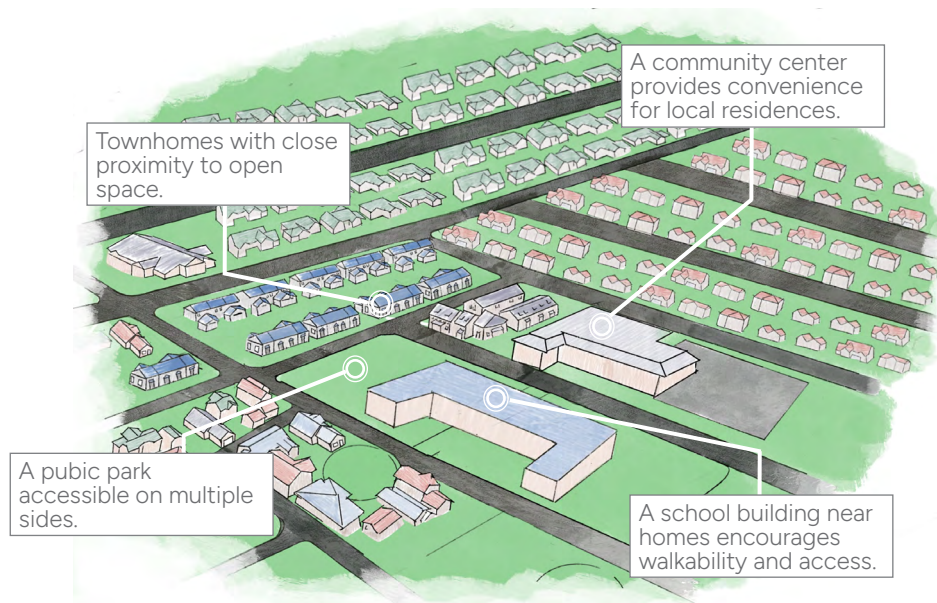 A community center
provides convenience
for local residences.
Townhomes with close
proximity to open
space.
A pubic park
accessible on multiple
sides.
A school building near
homes encourages
walkability and access.